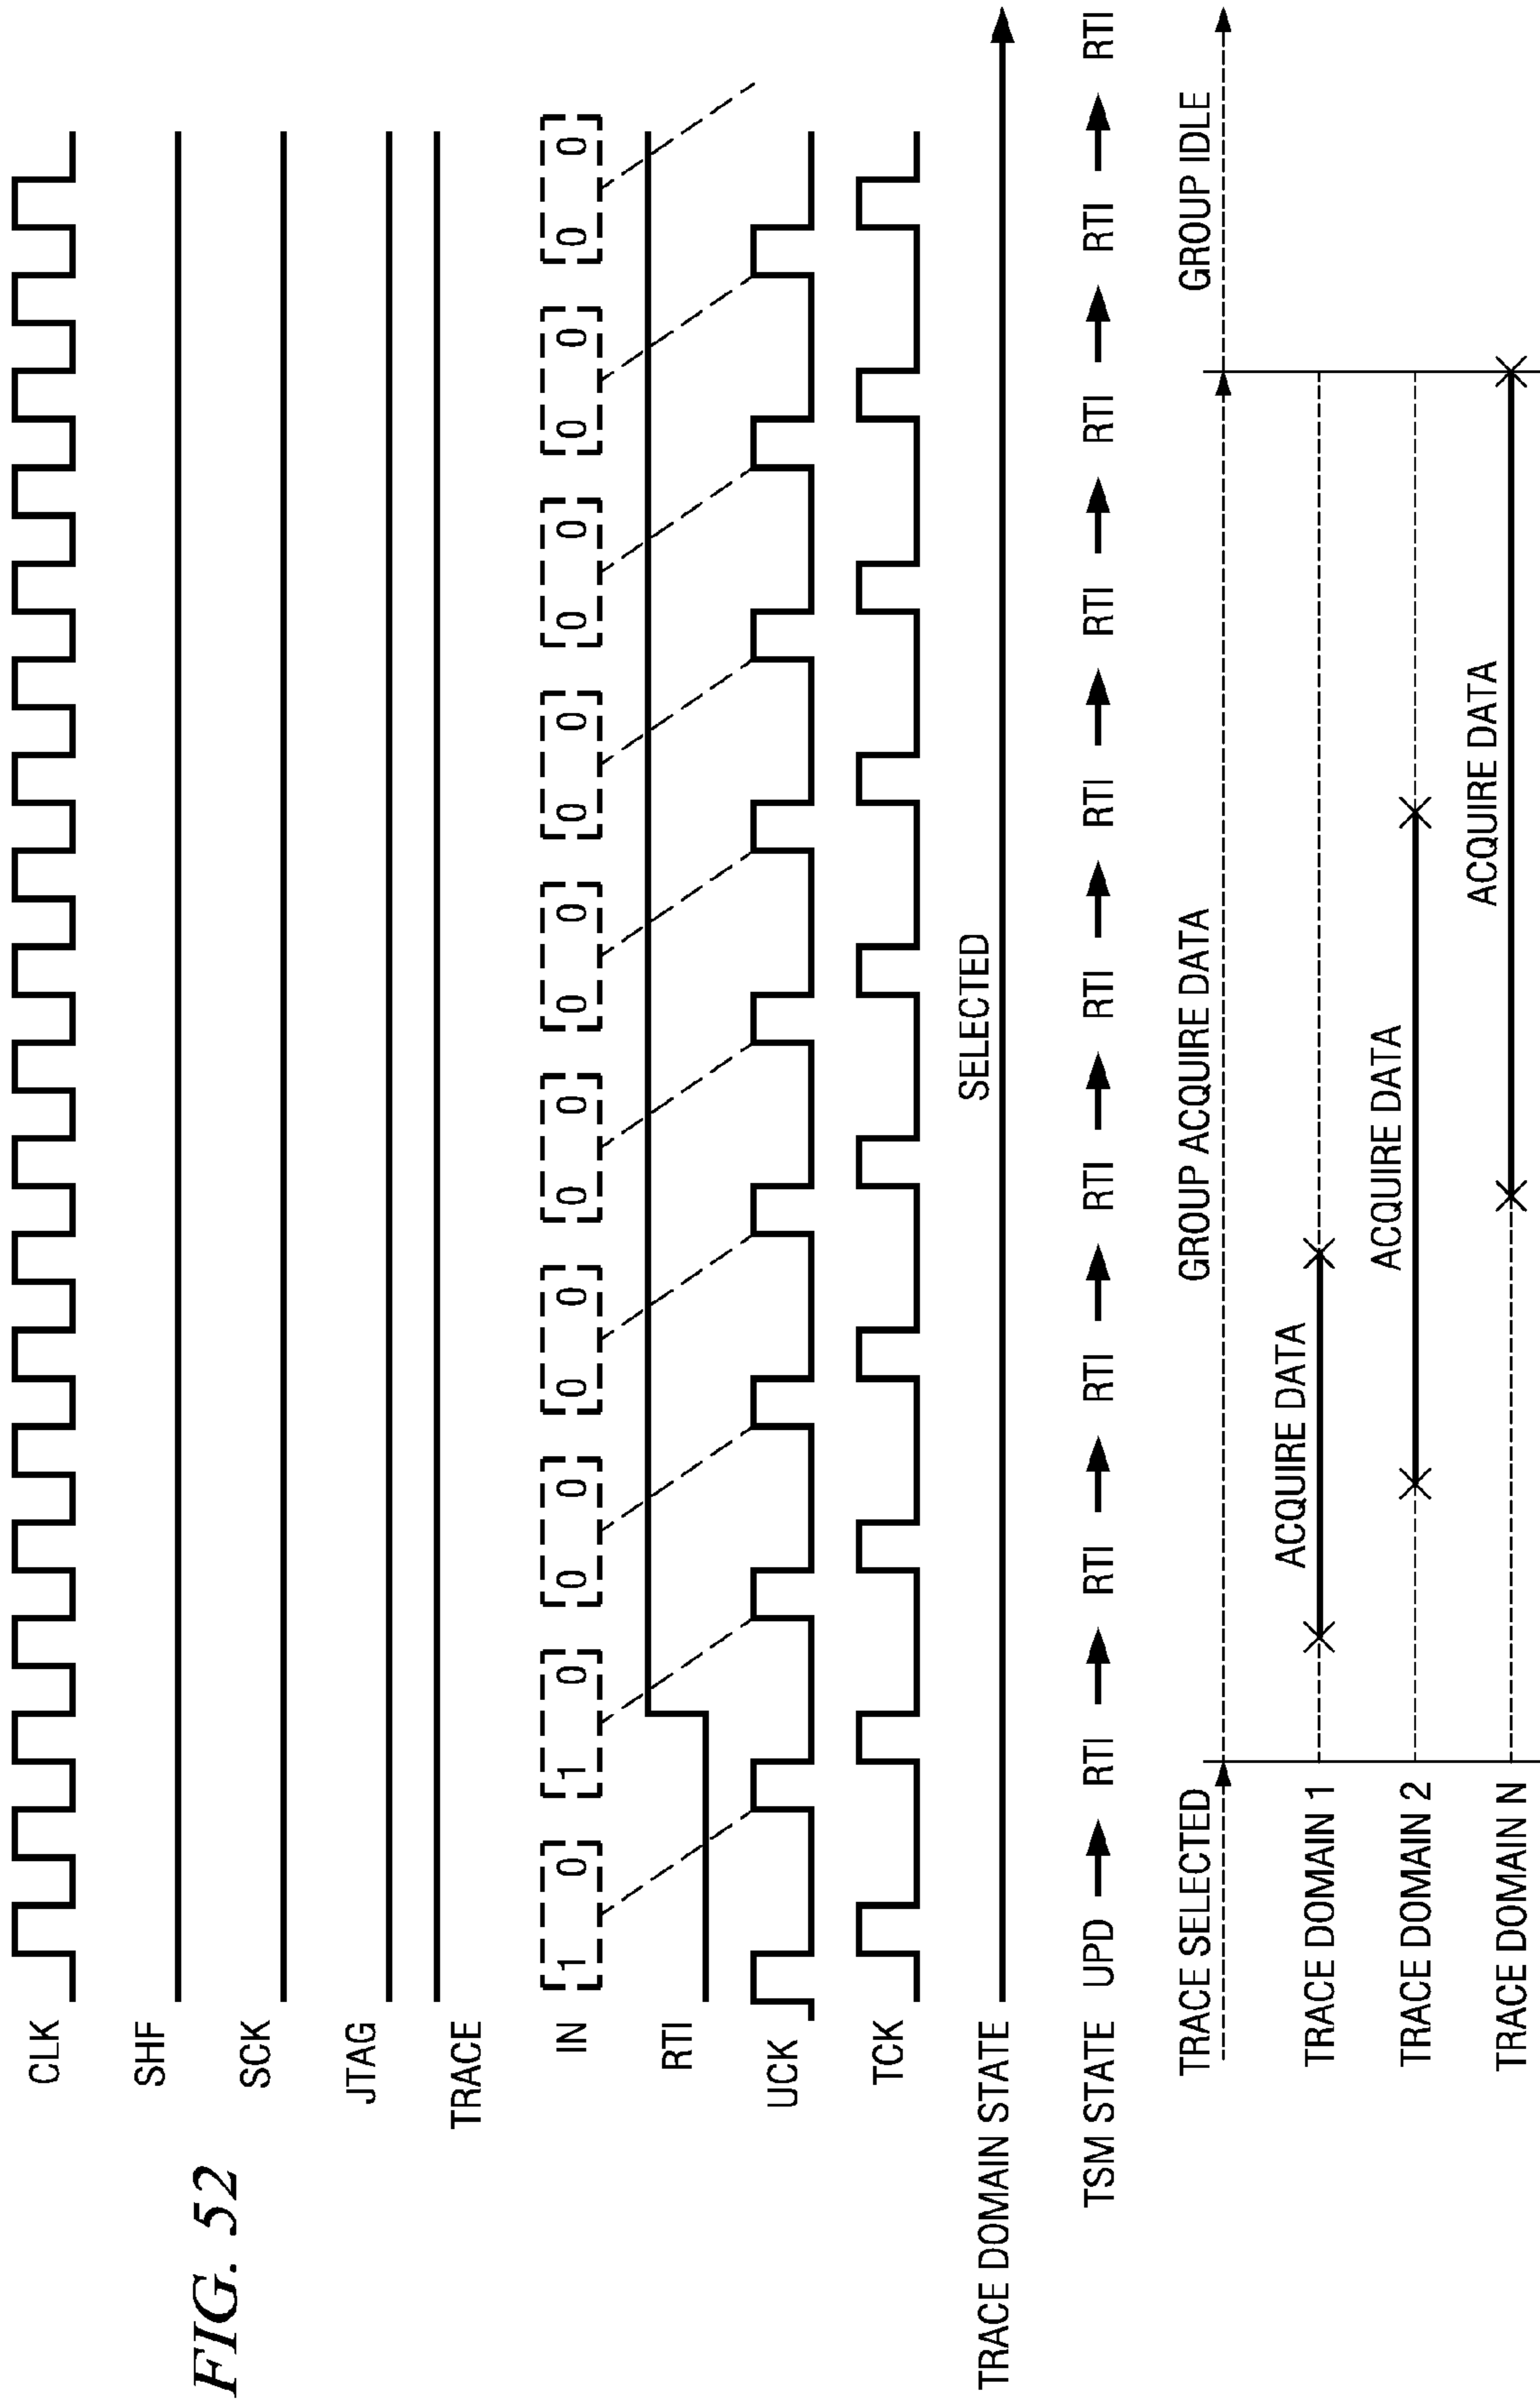 FIG. 52
CLK
SHF
SCK
JTAG
TRACE
IN 1 0 1 0 0 0 0 0 0 0 0 0 0 0 0 0 0 0 0 0
RTI
UCK
TCK
SELECTED
TRACE DOMAIN STATE
TSM STATE UPD → RTI → RTI → RTI → RTI → RTI → RTI → RTI → RTI → RTI → RTI
TRACE SELECTED GROUP ACQUIRE DATA GROUP IDLE
ACQUIRE DATA
TRACE DOMAIN 1
ACQUIRE DATA
TRACE DOMAIN 2
ACQUIRE DATA
TRACE DOMAIN N